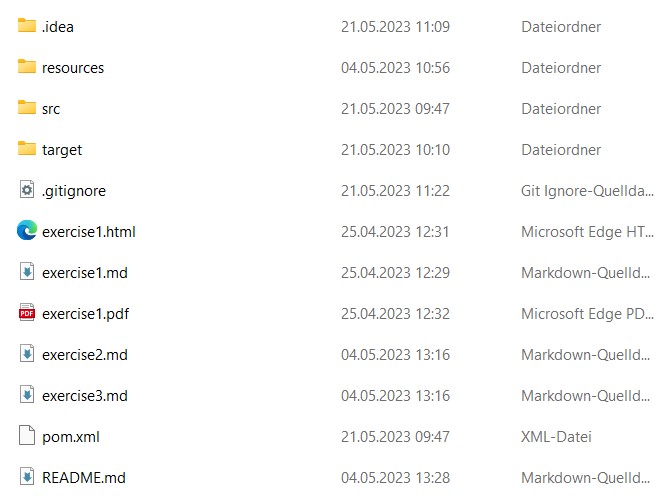 .idea 21.05.2023 11:09 Dateiordner
resources 04.05.2023 10:56 Dateiordner
src 21.05.2023 09:47 Dateiordner
target 21.05.2023 10:10 Dateiordner
.gitignore 21.05.2023 11:22 Git Ignore-Quellda...
exercise1.html 25.04.2023 12:31 Microsoft Edge HT...
exercise1.md 25.04.2023 12:29 Markdown-Quelld...
PDF exercise1.pdf 25.04.2023 12:32 Microsoft Edge PD...
exercise2.md 04.05.2023 13:16 Markdown-Quelld...
exercise3.md 04.05.2023 13:16 Markdown-Quelld...
pom.xml 21.05.2023 09:47 XML-Datei
README.md 04.05.2023 13:28 Markdown-Quelld...